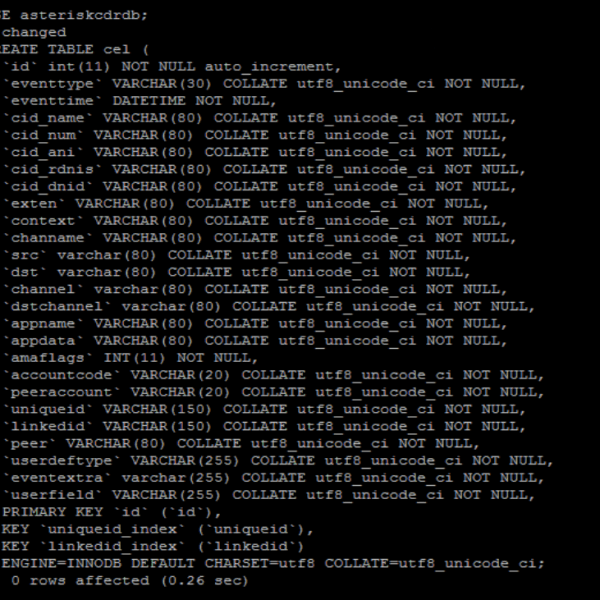 E asteriskcdrdb;
changed
EATE TABLE cel (
`id` int(11) NOT NULL auto_increment,
`eventtype` VARCHAR(30) COLLATE utf8_unicode_ci NOT NULL,
`eventtime` DATETIME NOT NULL,
`cid_name` VARCHAR(80) COLLATE utf8_unicode_ci NOT NULL,
`cid_num` VARCHAR(80) COLLATE utf8_unicode_ci NOT NULL,
`cid_ani` VARCHAR(80) COLLATE utf8_unicode_ci NOT NULL,
`cid_rdnis` VARCHAR(80) COLLATE utf8_unicode_ci NOT NULL,
`cid_dnid` VARCHAR(80) COLLATE utf8_unicode_ci NOT NULL,
`exten` VARCHAR(80) COLLATE utf8_unicode_ci NOT NULL,
`context` VARCHAR(80) COLLATE utf8_unicode_ci NOT NULL,
`channame` VARCHAR(80) COLLATE utf8_unicode_ci NOT NULL,
`src` varchar(80) COLLATE utf8_unicode_ci NOT NULL,
`dst` varchar(80) COLLATE utf8_unicode_ci NOT NULL,
`channel` varchar(80) COLLATE utf8_unicode_ci NOT NULL,
`dstchannel` varchar(80) COLLATE utf8_unicode_ci NOT NULL,
`appname` VARCHAR(80) COLLATE utf8_unicode_ci NOT NULL,
`appdata` VARCHAR(80) COLLATE utf8_unicode_ci NOT NULL,
`amaflags` INT(11) NOT NULL,
`accountcode` VARCHAR(20) COLLATE utf8_unicode_ci NOT NULL,
`peeraccount` VARCHAR(20) COLLATE utf8_unicode_ci NOT NULL,
`uniqueid` VARCHAR(150) COLLATE utf8_unicode_ci NOT NULL,
`linkedid` VARCHAR(150) COLLATE utf8_unicode_ci NOT NULL,
`peer` VARCHAR(80) COLLATE utf8_unicode_ci NOT NULL,
`userdeftype` VARCHAR(255) COLLATE utf8_unicode_ci NOT NULL,
`eventextra` varchar(255) COLLATE utf8_unicode_ci NOT NULL,
`userfield` VARCHAR(255) COLLATE utf8_unicode_ci NOT NULL,
PRIMARY KEY `id` (`id`),
KEY `uniqueid_index` (`uniqueid`),
KEY `linkedid_index` (`linkedid`)
ENGINE=INNODB DEFAULT CHARSET=utf8 COLLATE=utf8_unicode_ci;
0 rows affected (0.26 sec)